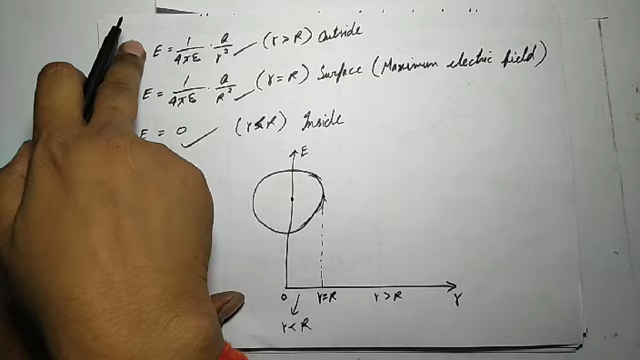 E = 1/4πε · Q/r² ✓ (r > R) Outside
E = 1/4πε · Q/R² ✓ (r = R) Surface (Maximum electric field)
E = 0 ✓ (r < R) Inside
E
0 r=R r > R r
r < R